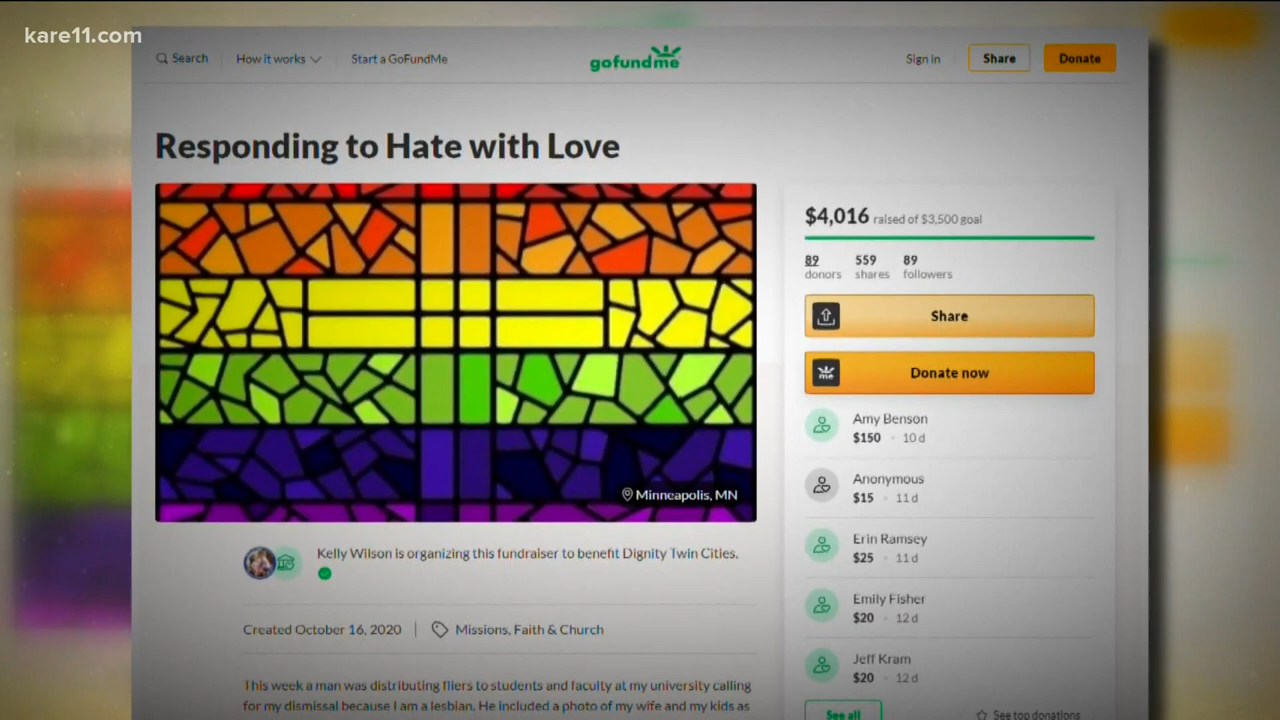 kare11.com
Search
How it works
Start a GoFundMe
gofundme
Sign in
Share
Donate
Responding to Hate with Love
Minneapolis, MN
Kelly Wilson is organizing this fundraiser to benefit Dignity Twin Cities.
Created October 16, 2020
Missions, Faith & Church
This week a man was distributing fliers to students and faculty at my university calling
for my dismissal because I am a lesbian. He included a photo of my wife and my kids as
$4,016 raised of $3,500 goal
89 559 89
donors shares followers
Share
me
Donate now
Amy Benson
$150 • 10 d
Anonymous
$15 • 11 d
Erin Ramsey
$25 • 11 d
Emily Fisher
$20 • 12 d
Jeff Kram
$20 • 12 d
See all
See top donations